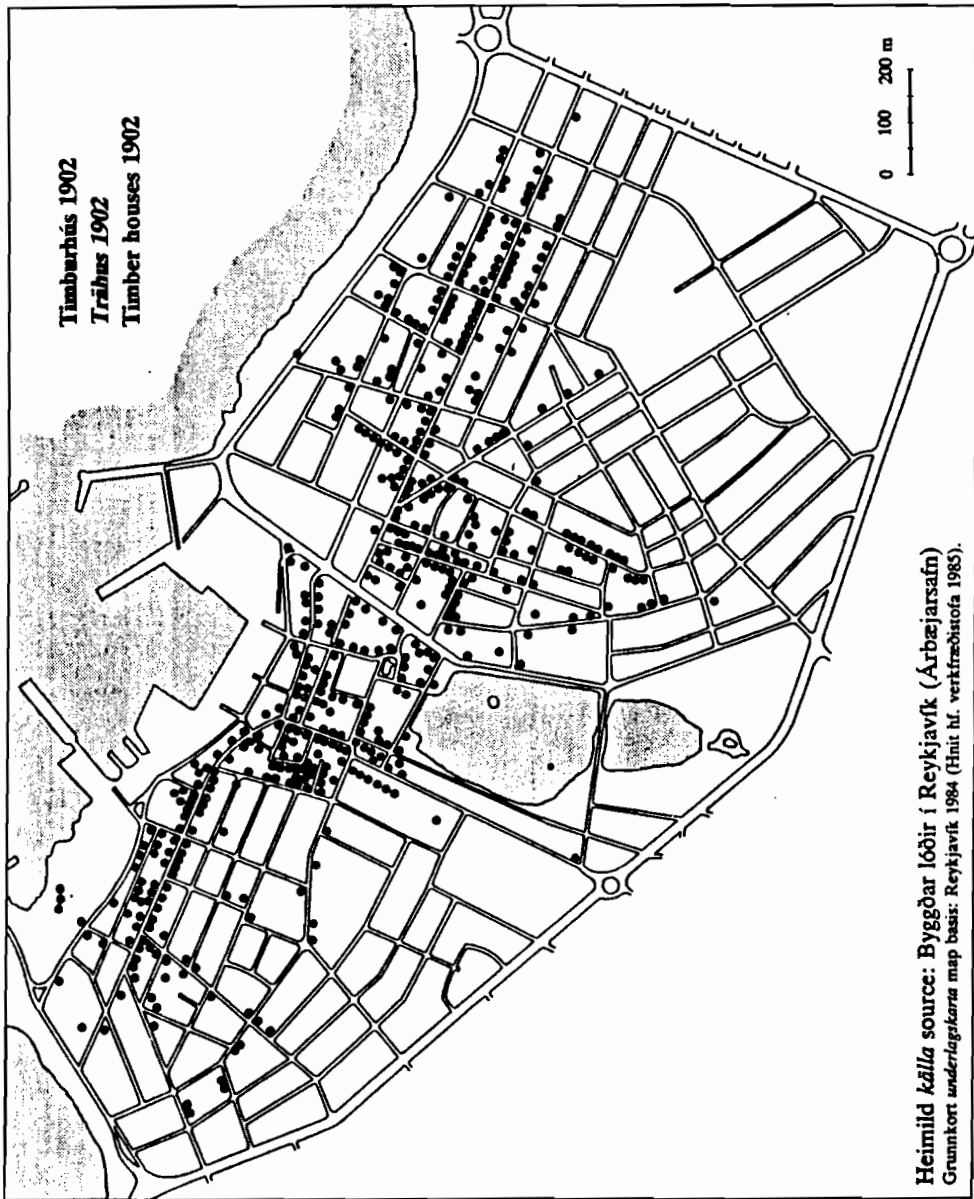 Timburhús 1902
Trähus 1902
Timber houses 1902
0 100 200 m
Heimild källa source: Byggðar lóðir í Reykjavík (Árbæjarsafn)
Grunnkort underlagskarta map basis: Reykjavík 1984 (Hnit hf. verkfræðistofa 1985).